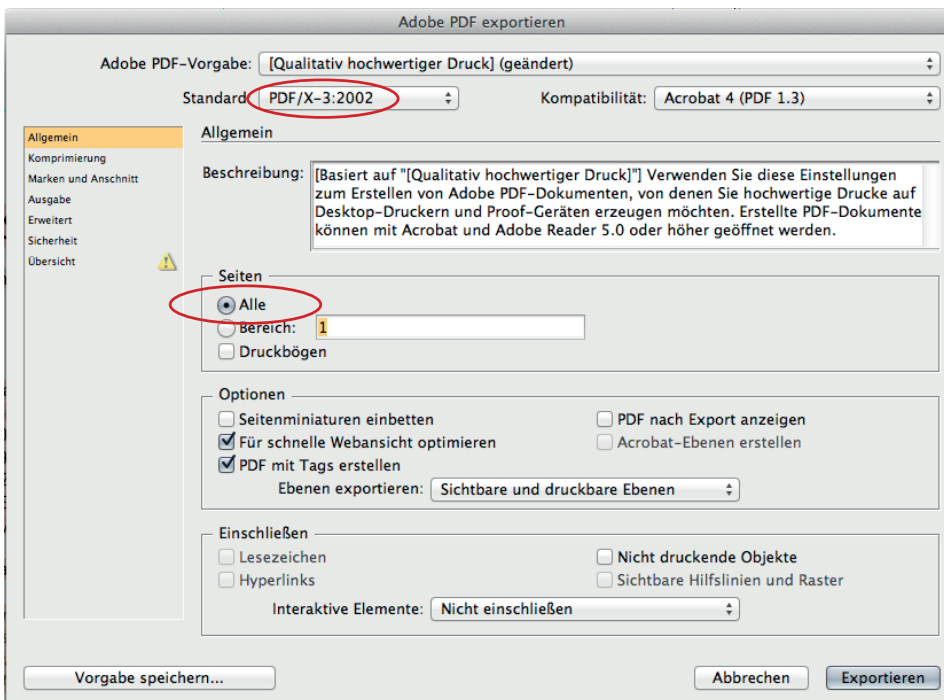 Adobe PDF exportieren
Adobe PDF-Vorgabe: [Qualitativ hochwertiger Druck] (geändert)
Standard: PDF/X-3:2002 Kompatibilität: Acrobat 4 (PDF 1.3)
Allgemein
Komprimierung
Marken und Anschnitt
Ausgabe
Erweitert
Sicherheit
Übersicht
Allgemein
Beschreibung: [Basiert auf "[Qualitativ hochwertiger Druck]"] Verwenden Sie diese Einstellungen
zum Erstellen von Adobe PDF-Dokumenten, von denen Sie hochwertige Drucke auf
Desktop-Druckern und Proof-Geräten erzeugen möchten. Erstellte PDF-Dokumente
können mit Acrobat und Adobe Reader 5.0 oder höher geöffnet werden.
Seiten
Alle
Bereich: 1
Druckbögen
Optionen
Seitenminiaturen einbetten PDF nach Export anzeigen
Für schnelle Webansicht optimieren Acrobat-Ebenen erstellen
PDF mit Tags erstellen
Ebenen exportieren: Sichtbare und druckbare Ebenen
Einschließen
Lesezeichen Nicht druckende Objekte
Hyperlinks Sichtbare Hilfslinien und Raster
Interaktive Elemente: Nicht einschließen
Vorgabe speichern... Abbrechen Exportieren